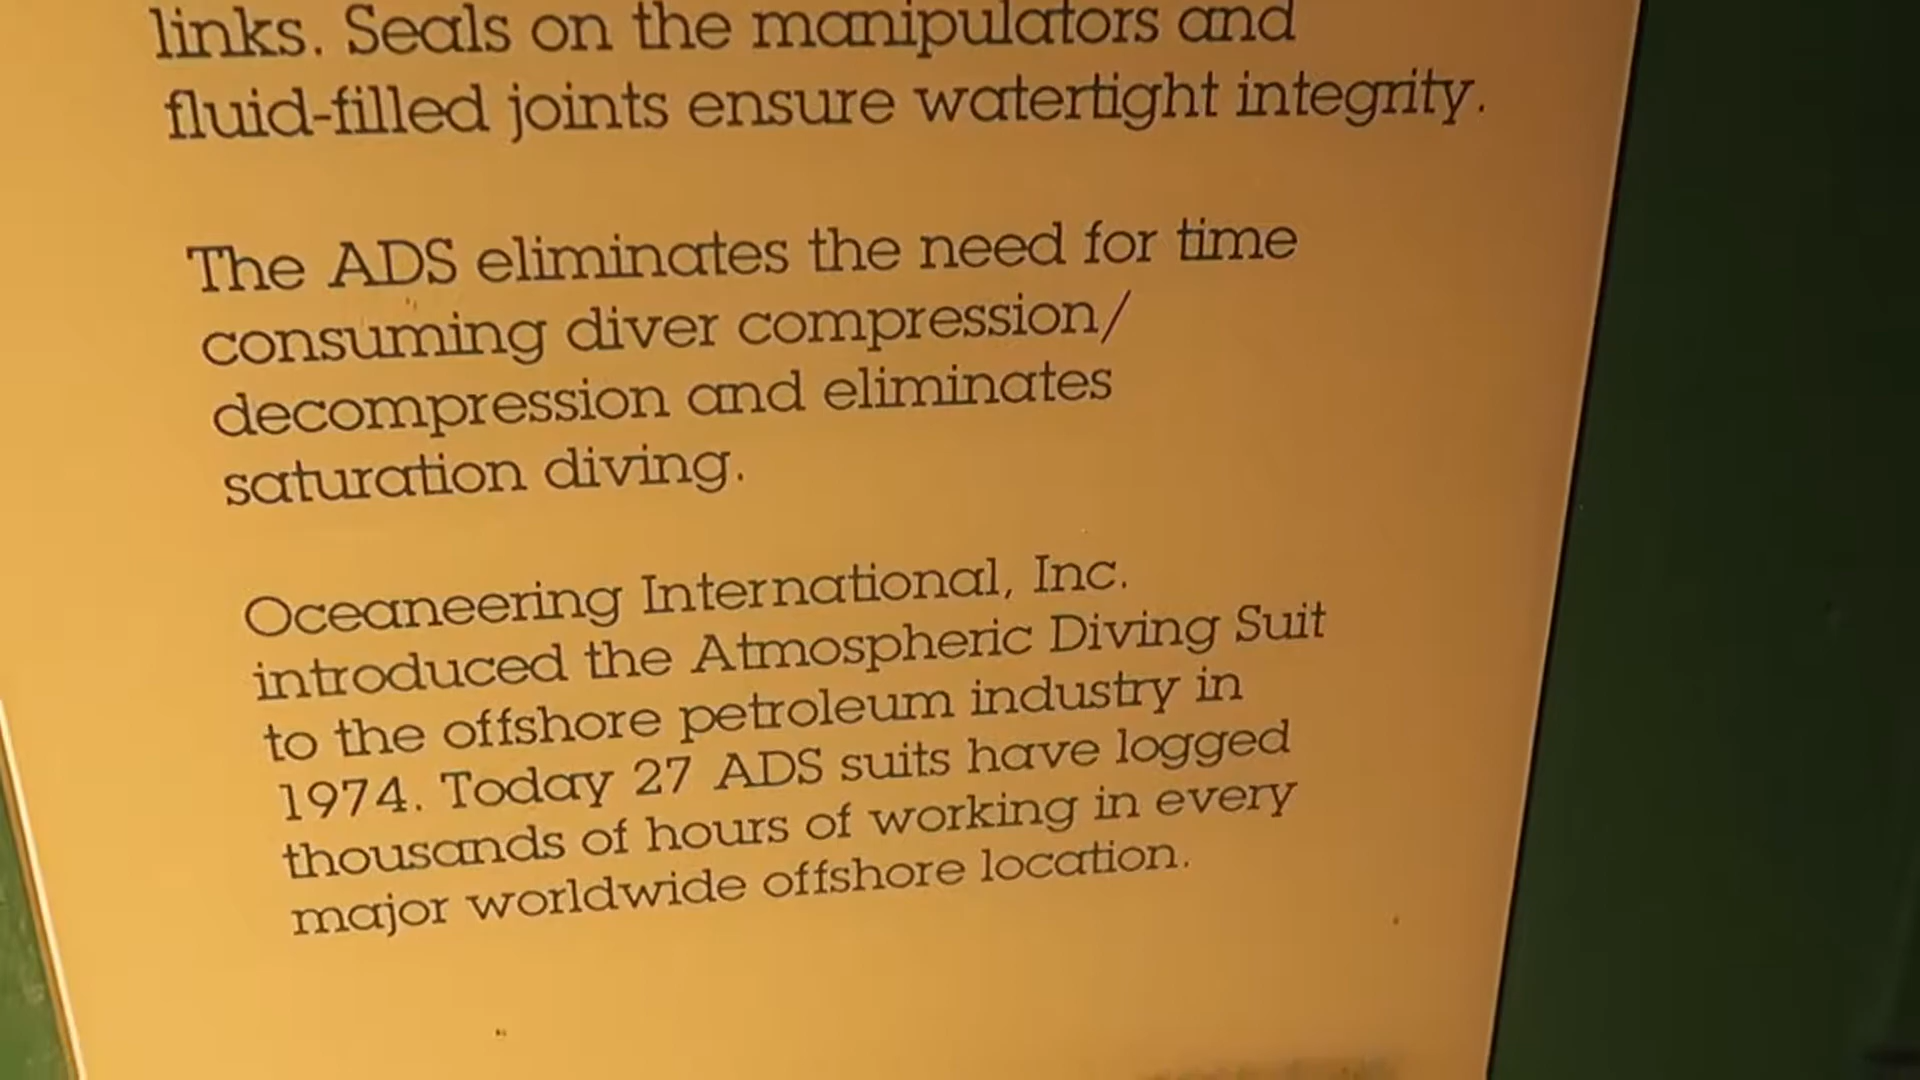 links. Seals on the manipulators and
fluid-filled joints ensure watertight integrity.
The ADS eliminates the need for time
consuming diver compression/
decompression and eliminates
saturation diving.
Oceaneering International, Inc.
introduced the Atmospheric Diving Suit
to the offshore petroleum industry in
1974. Today 27 ADS suits have logged
thousands of hours of working in every
major worldwide offshore location.